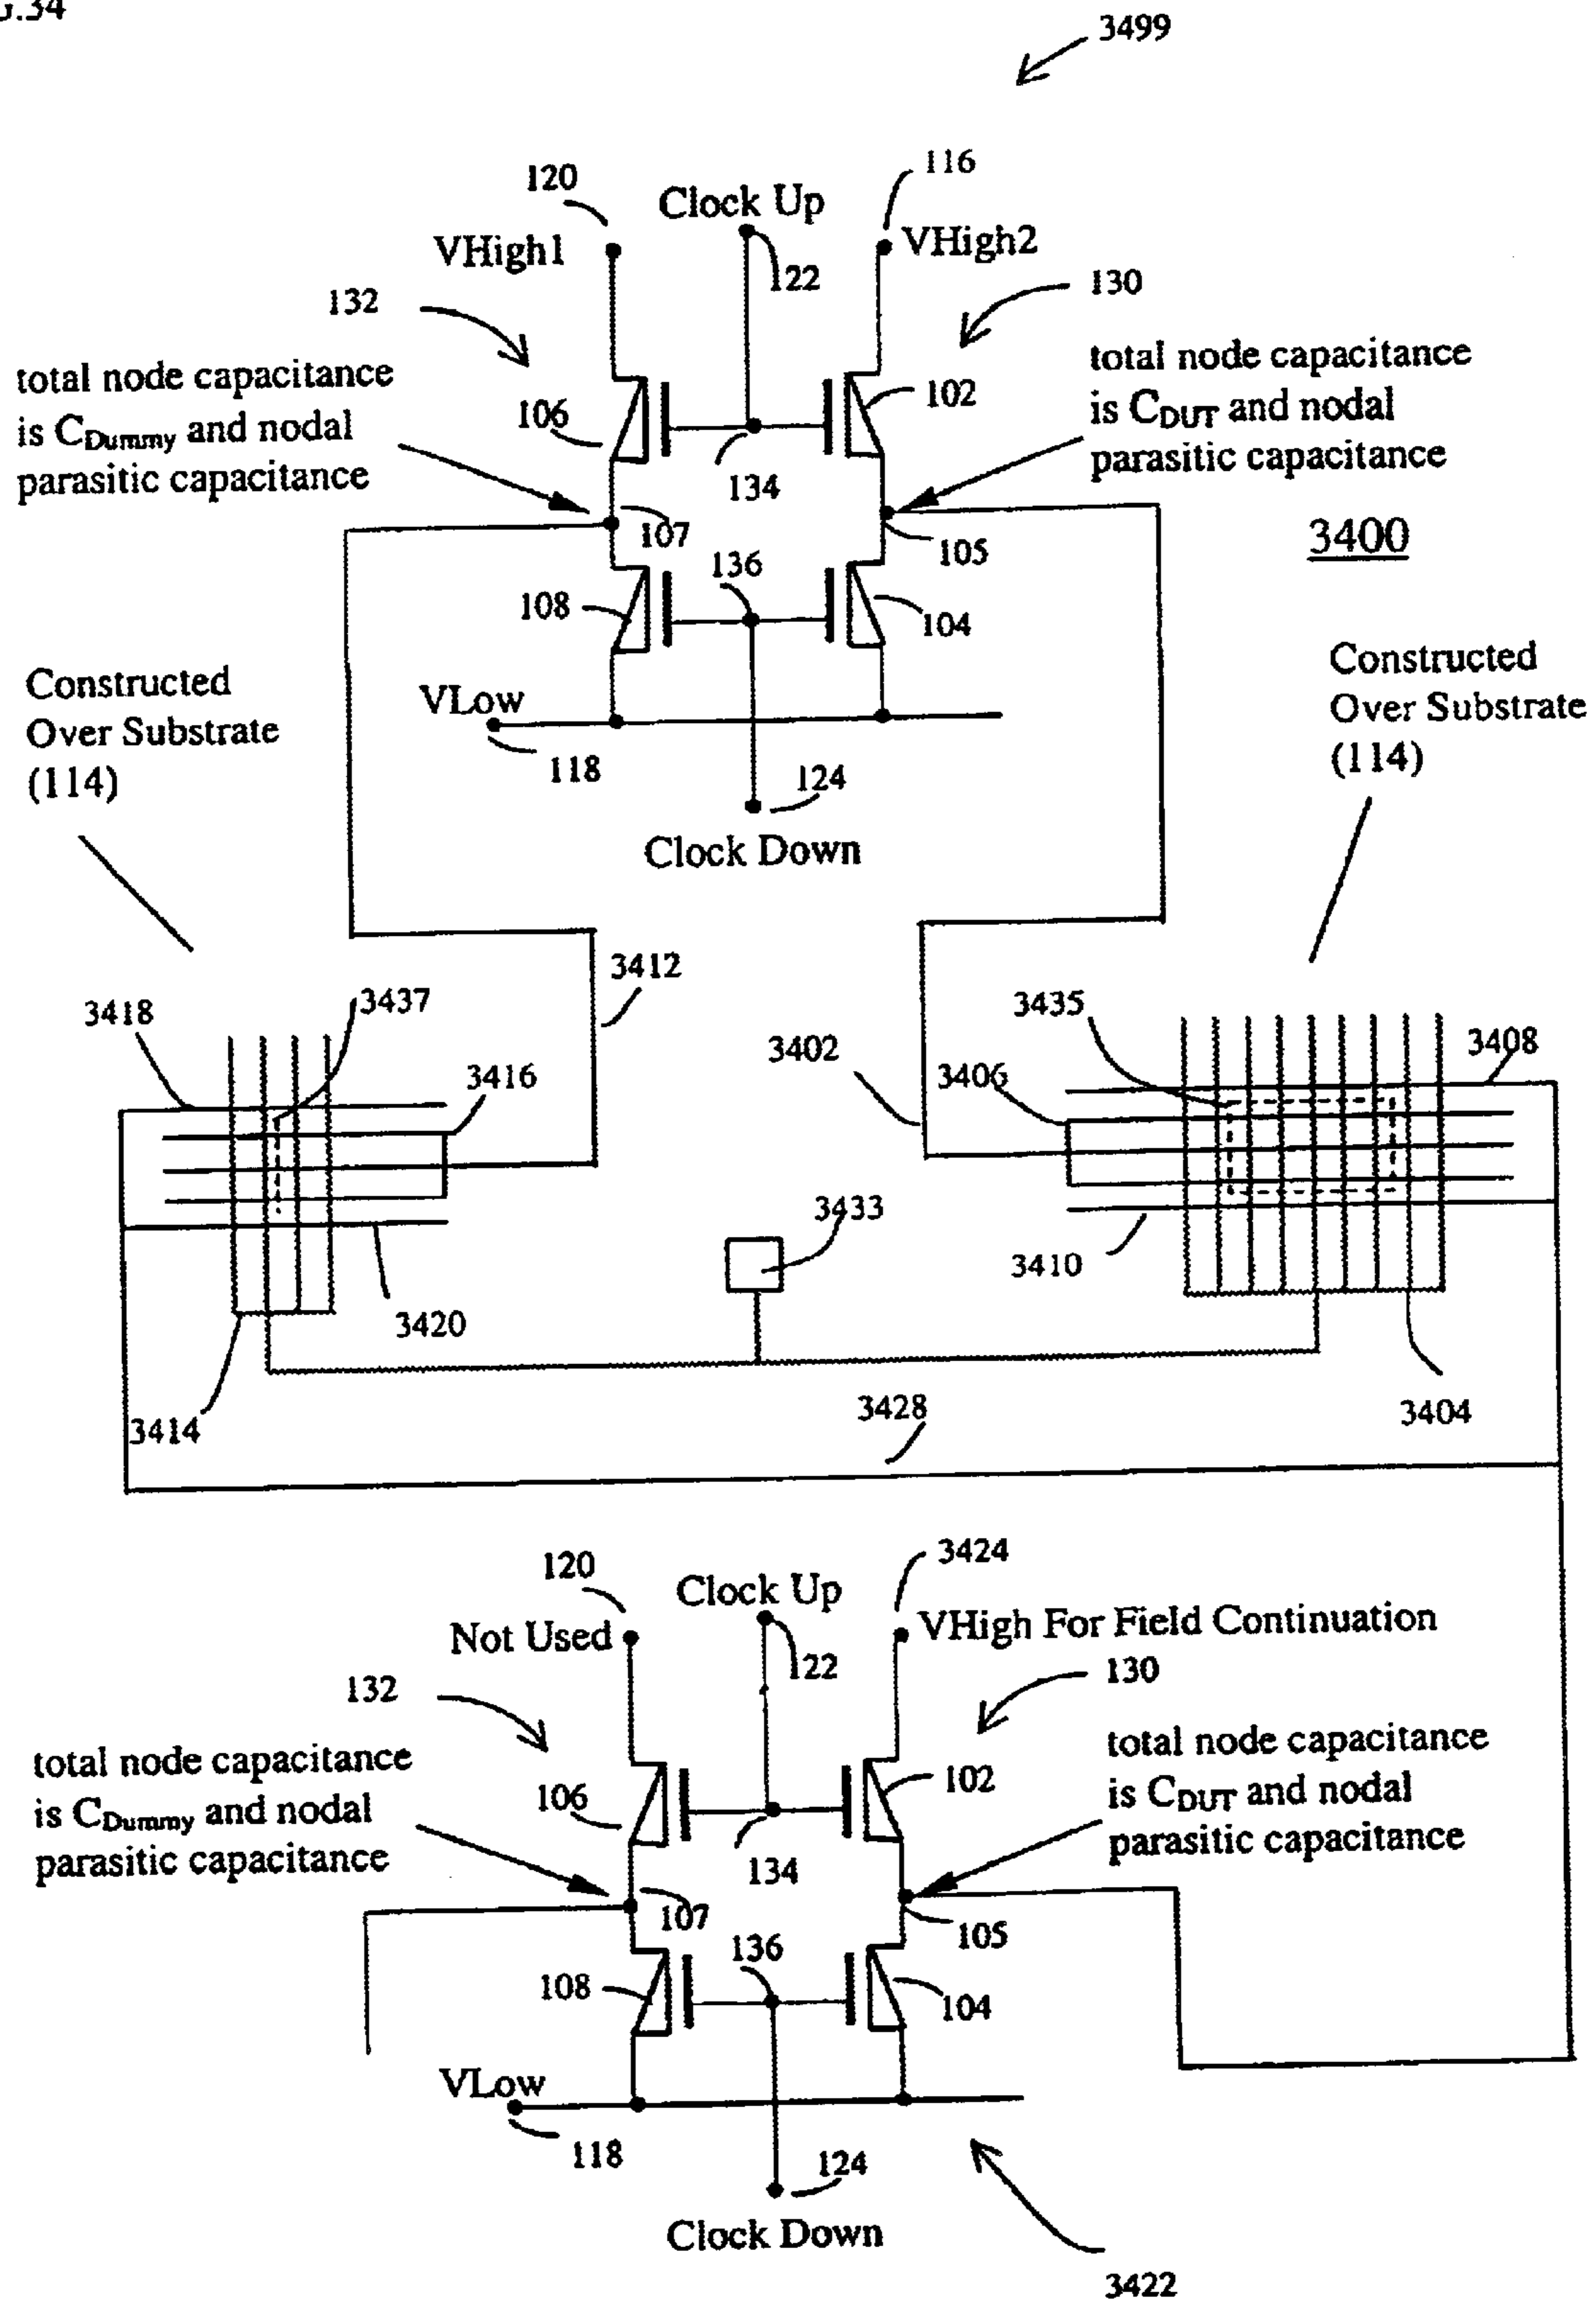 G.34
3499
120
Clock Up
116
VHigh1
VHigh2
122
132
130
total node capacitance
is CDummy and nodal
parasitic capacitance
total node capacitance
is CDUT and nodal
parasitic capacitance
106
102
134
107
105
3400
136
108
104
Constructed
Over Substrate
(114)
Constructed
Over Substrate
(114)
VLow
118
124
Clock Down
3412
3418
3437
3435
3402
3408
3416
3406
3433
3410
3420
3414
3428
3404
120
Clock Up
3424
Not Used
VHigh For Field Continuation
122
132
130
total node capacitance
is CDummy and nodal
parasitic capacitance
total node capacitance
is CDUT and nodal
parasitic capacitance
106
102
134
107
105
136
108
104
VLow
118
124
Clock Down
3422